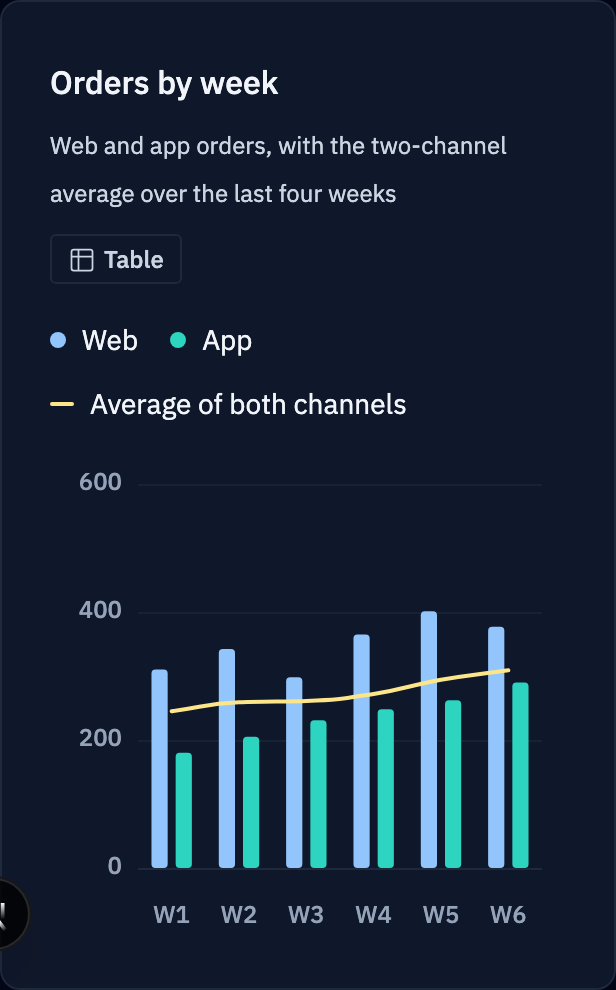 Orders by week
Web and app orders, with the two-channel
average over the last four weeks
Table
Web App
Average of both channels
600
400
200
0
W1 W2 W3 W4 W5 W6